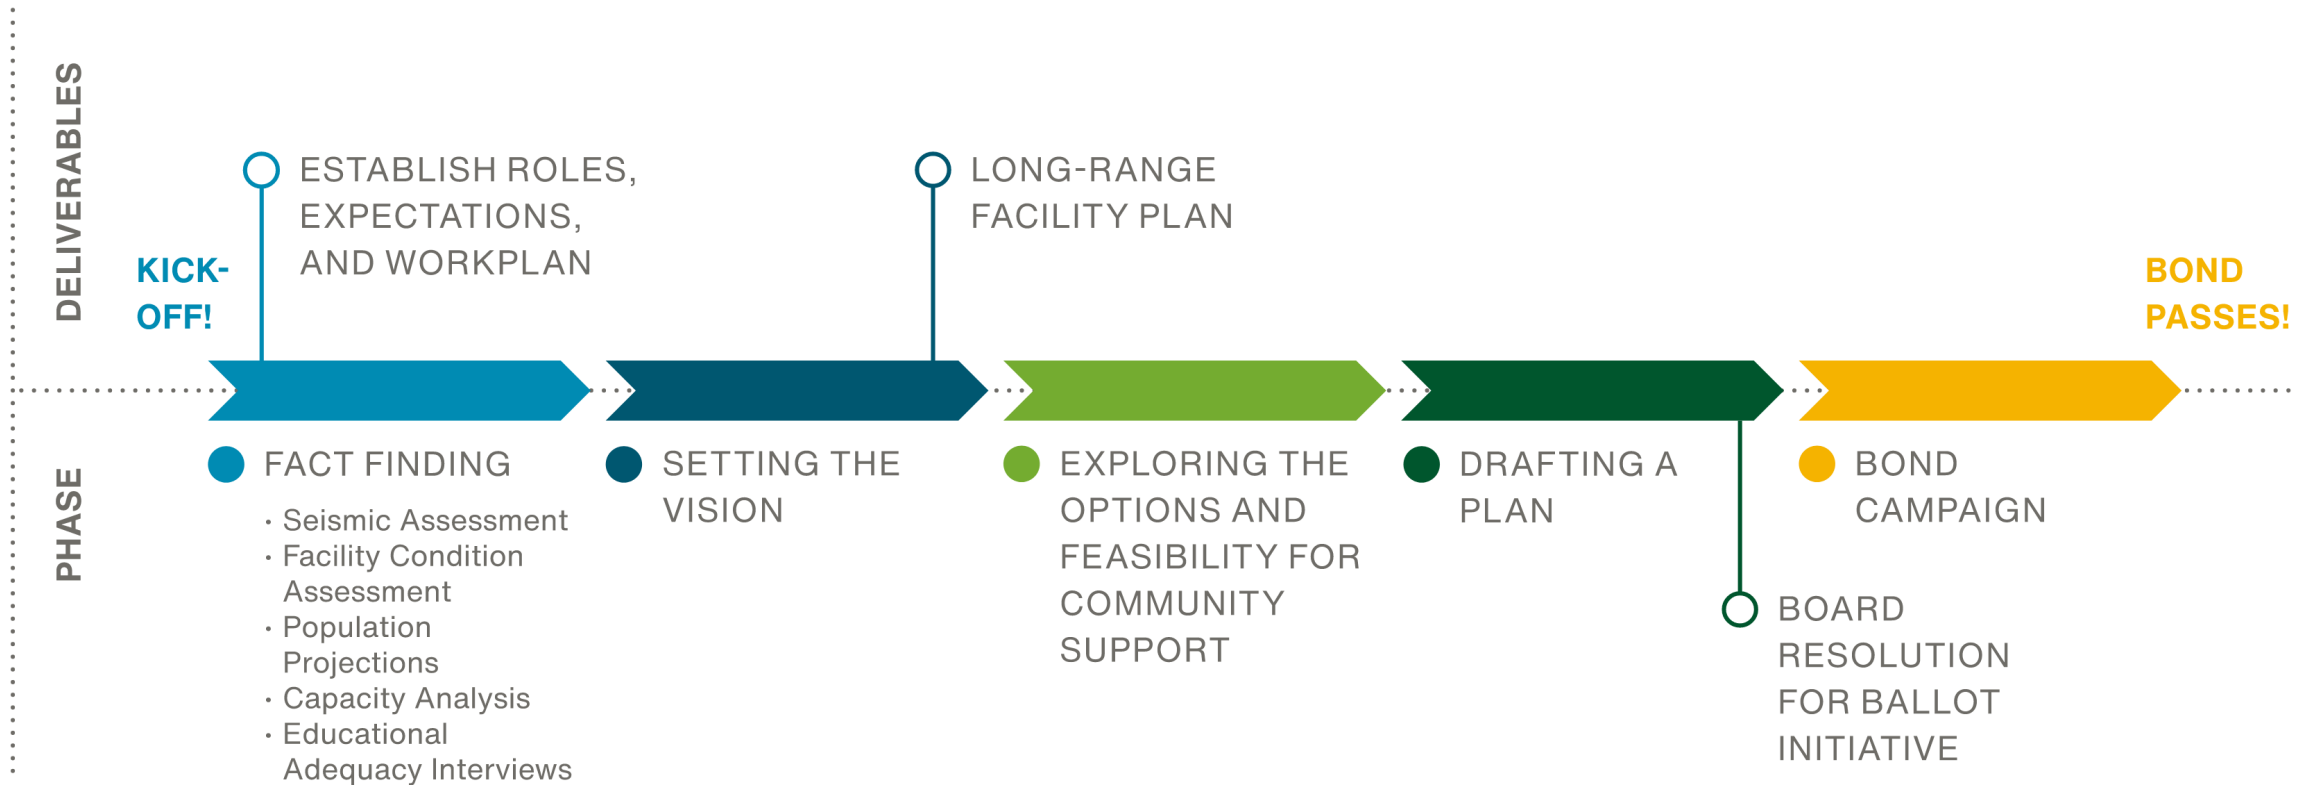 DELIVERABLES
KICK-
OFF!
ESTABLISH ROLES,
EXPECTATIONS,
AND WORKPLAN
LONG-RANGE
FACILITY PLAN
BOND
PASSES!
PHASE
FACT FINDING
· Seismic Assessment
· Facility Condition
Assessment
· Population
Projections
· Capacity Analysis
· Educational
Adequacy Interviews
SETTING THE
VISION
EXPLORING THE
OPTIONS AND
FEASIBILITY FOR
COMMUNITY
SUPPORT
DRAFTING A
PLAN
BOARD
RESOLUTION
FOR BALLOT
INITIATIVE
BOND
CAMPAIGN